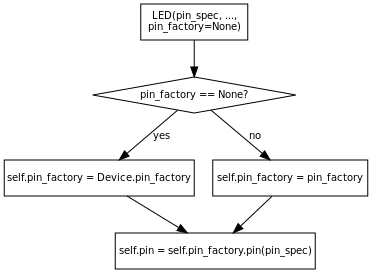 LED(pin_spec, ...,
pin_factory=None)
pin_factory == None?
yes
no
self.pin_factory = Device.pin_factory
self.pin_factory = pin_factory
self.pin = self.pin_factory.pin(pin_spec)